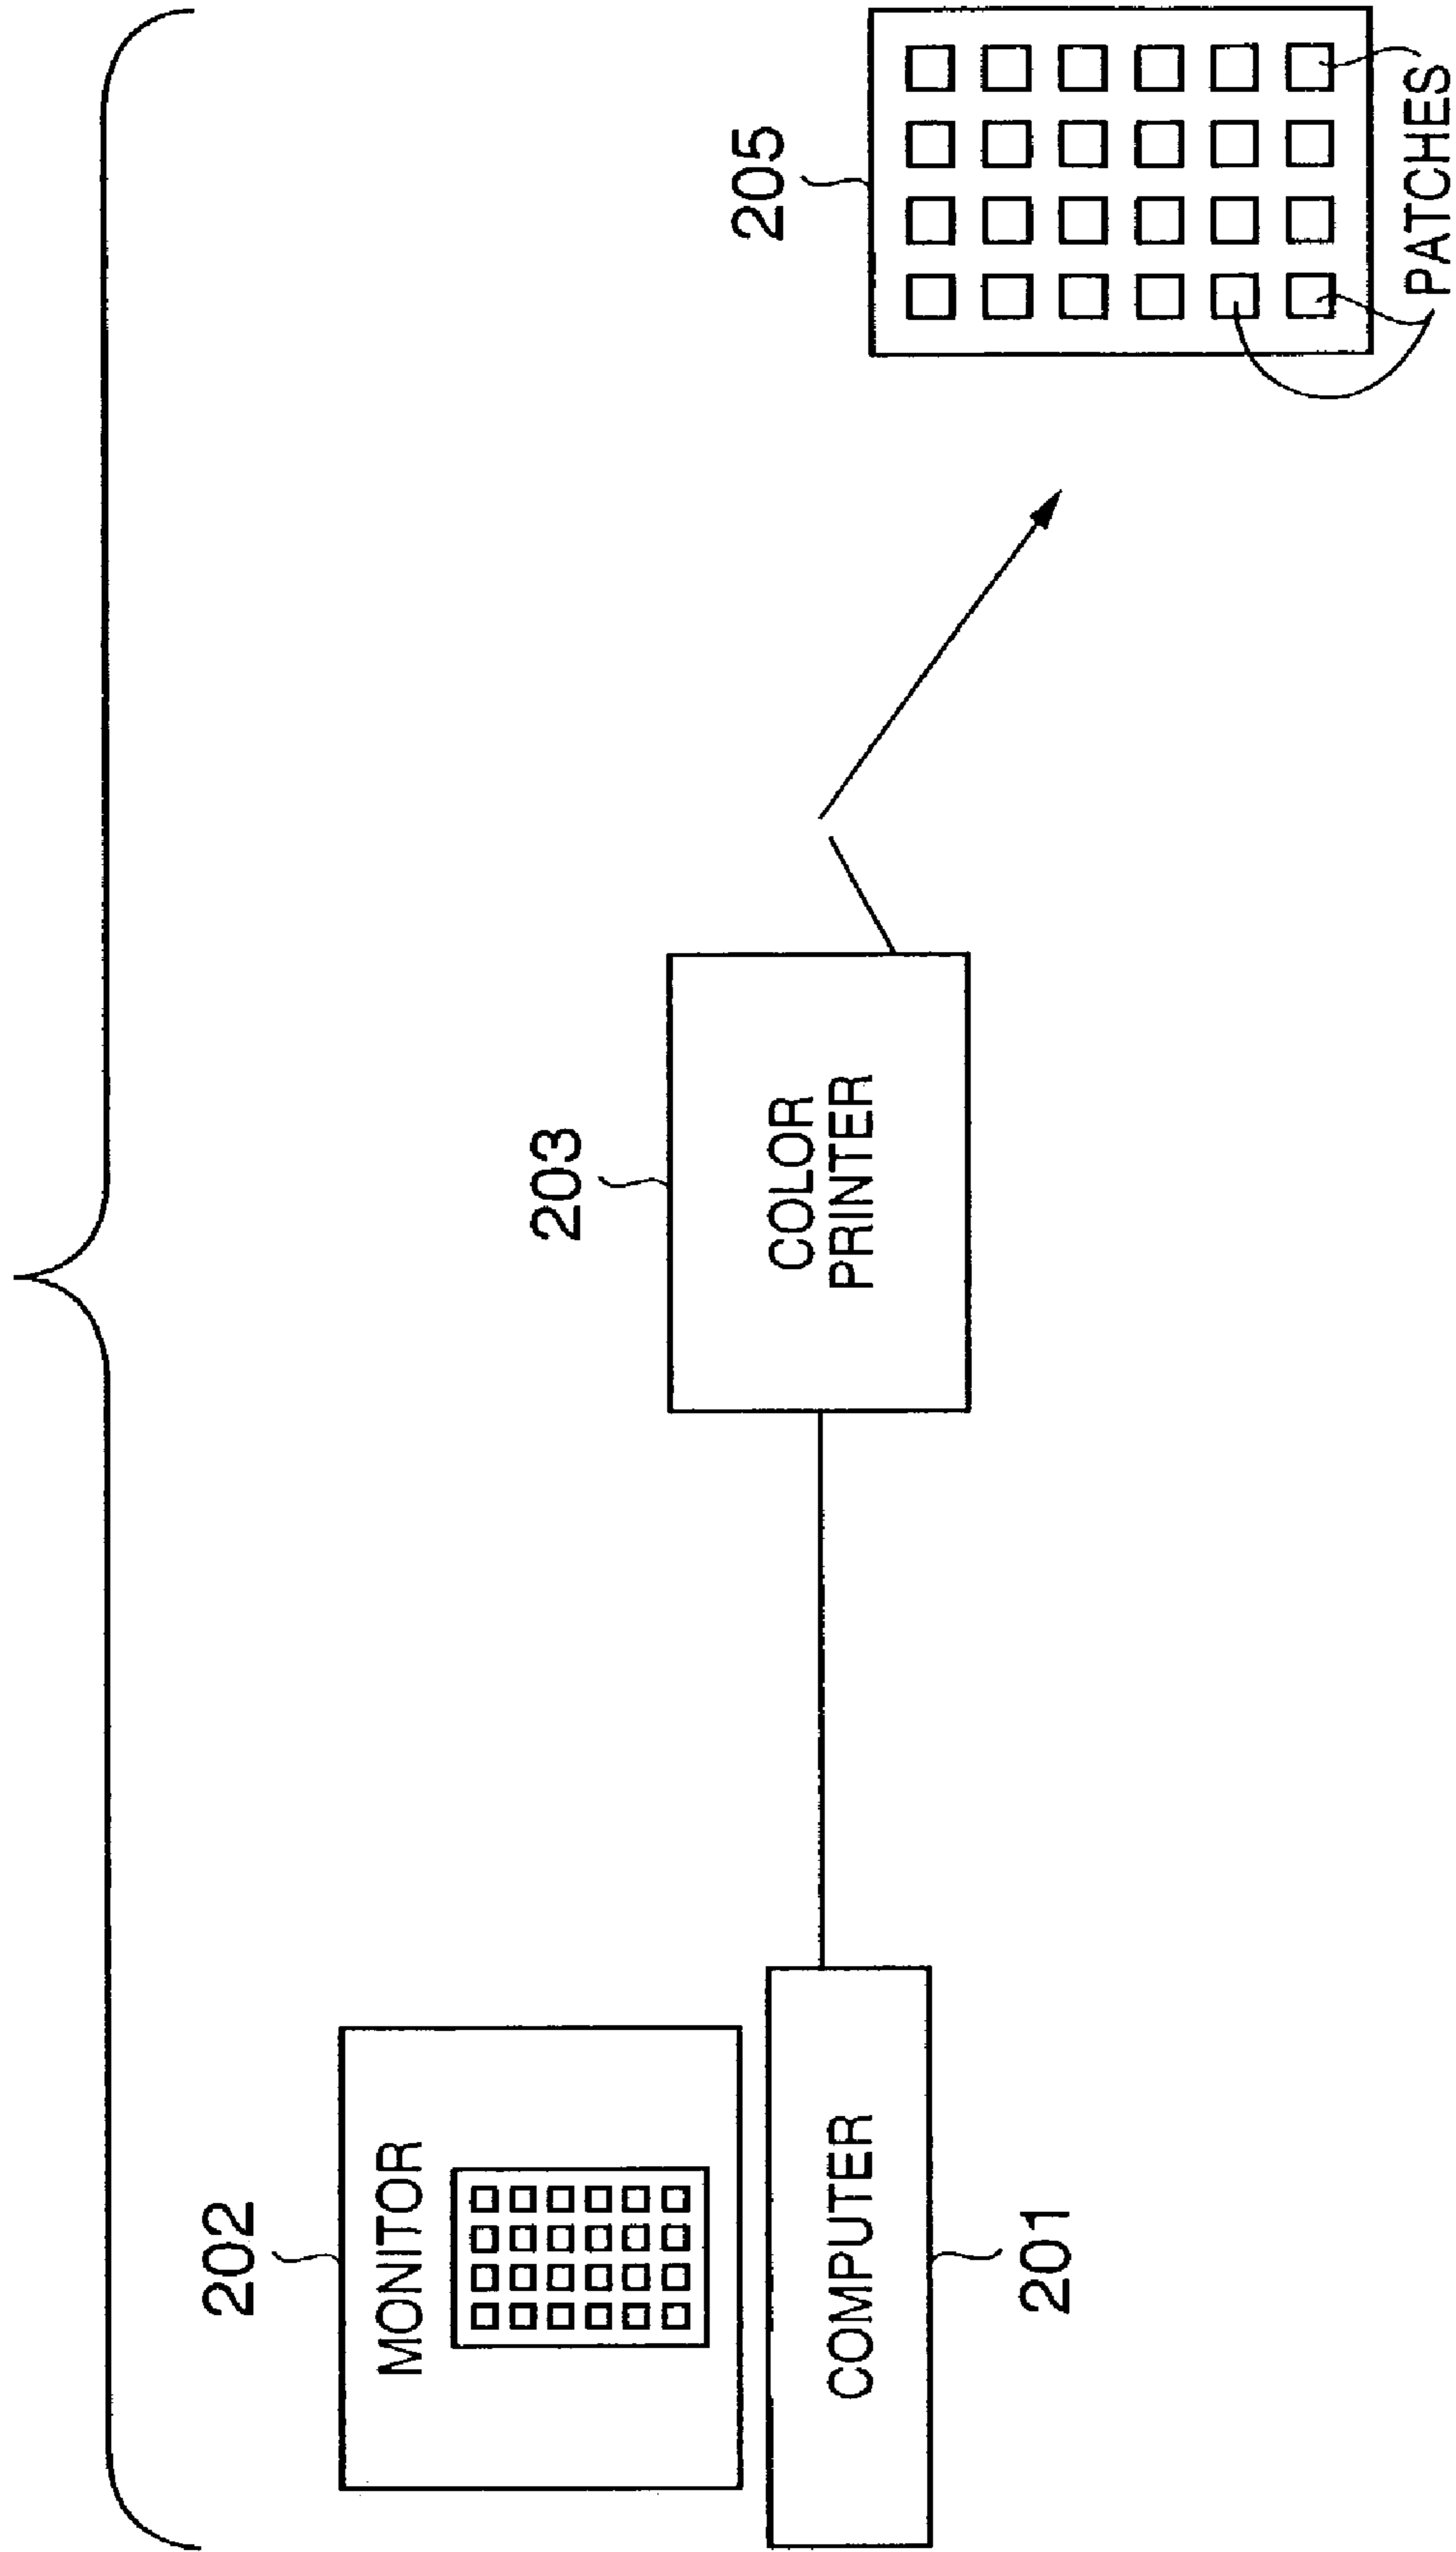 202
MONITOR
COMPUTER
201
203
COLOR
PRINTER
205
PATCHES